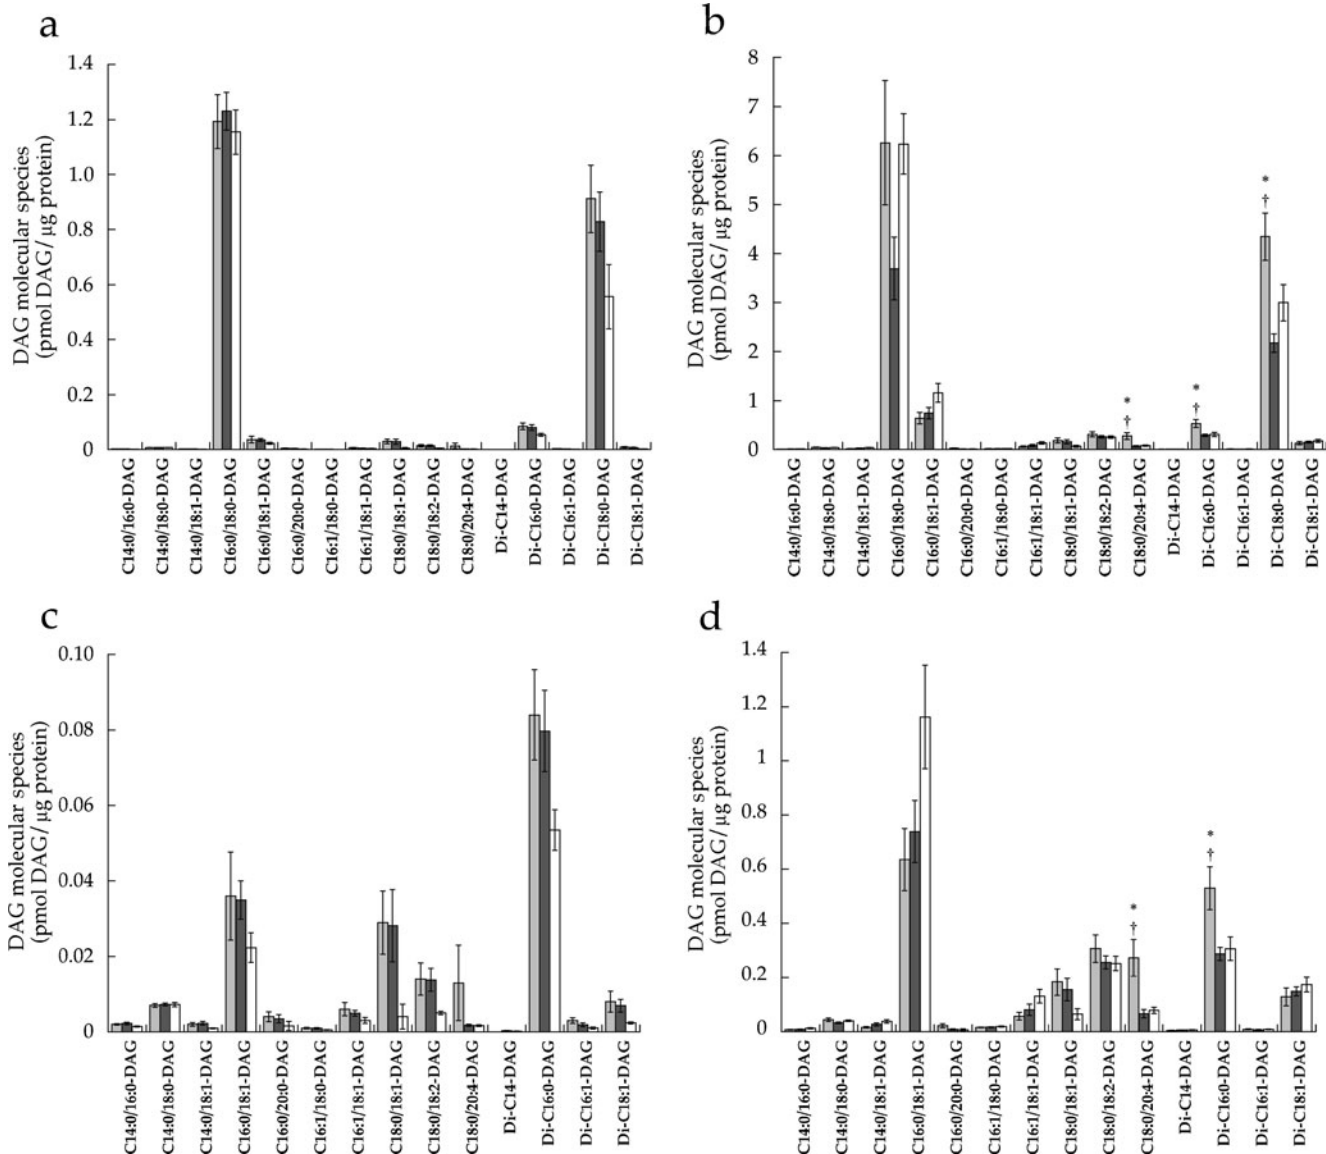 a
DAG molecular species
(pmol DAG/µg protein)
1.4
1.2
1.0
0.8
0.6
0.4
0.2
0
C14:0/16:0-DAG
C14:0/18:0-DAG
C14:0/18:1-DAG
C16:0/18:0-DAG
C16:0/18:1-DAG
C16:0/20:0-DAG
C16:1/18:0-DAG
C16:1/18:1-DAG
C18:0/18:1-DAG
C18:0/18:2-DAG
C18:0/20:4-DAG
Di-C14-DAG
Di-C16:0-DAG
Di-C16:1-DAG
Di-C18:0-DAG
Di-C18:1-DAG
b
DAG molecular species
(pmol DAG/µg protein)
8
7
6
5
4
3
2
1
0
*
†
*
†
*
†
C14:0/16:0-DAG
C14:0/18:0-DAG
C14:0/18:1-DAG
C16:0/18:0-DAG
C16:0/18:1-DAG
C16:0/20:0-DAG
C16:1/18:0-DAG
C16:1/18:1-DAG
C18:0/18:1-DAG
C18:0/18:2-DAG
C18:0/20:4-DAG
Di-C14-DAG
Di-C16:0-DAG
Di-C16:1-DAG
Di-C18:0-DAG
Di-C18:1-DAG
c
DAG molecular species
(pmol DAG/µg protein)
0.10
0.08
0.06
0.04
0.02
0
C14:0/16:0-DAG
C14:0/18:0-DAG
C14:0/18:1-DAG
C16:0/18:1-DAG
C16:0/20:0-DAG
C16:1/18:0-DAG
C16:1/18:1-DAG
C18:0/18:1-DAG
C18:0/18:2-DAG
C18:0/20:4-DAG
Di-C14-DAG
Di-C16:0-DAG
Di-C16:1-DAG
Di-C18:1-DAG
d
DAG molecular species
(pmol DAG/µg protein)
1.4
1.2
1
0.8
0.6
0.4
0.2
0
*
†
*
†
C14:0/16:0-DAG
C14:0/18:0-DAG
C14:0/18:1-DAG
C16:0/18:1-DAG
C16:0/20:0-DAG
C16:1/18:0-DAG
C16:1/18:1-DAG
C18:0/18:1-DAG
C18:0/18:2-DAG
C18:0/20:4-DAG
Di-C14-DAG
Di-C16:0-DAG
Di-C16:1-DAG
Di-C18:1-DAG